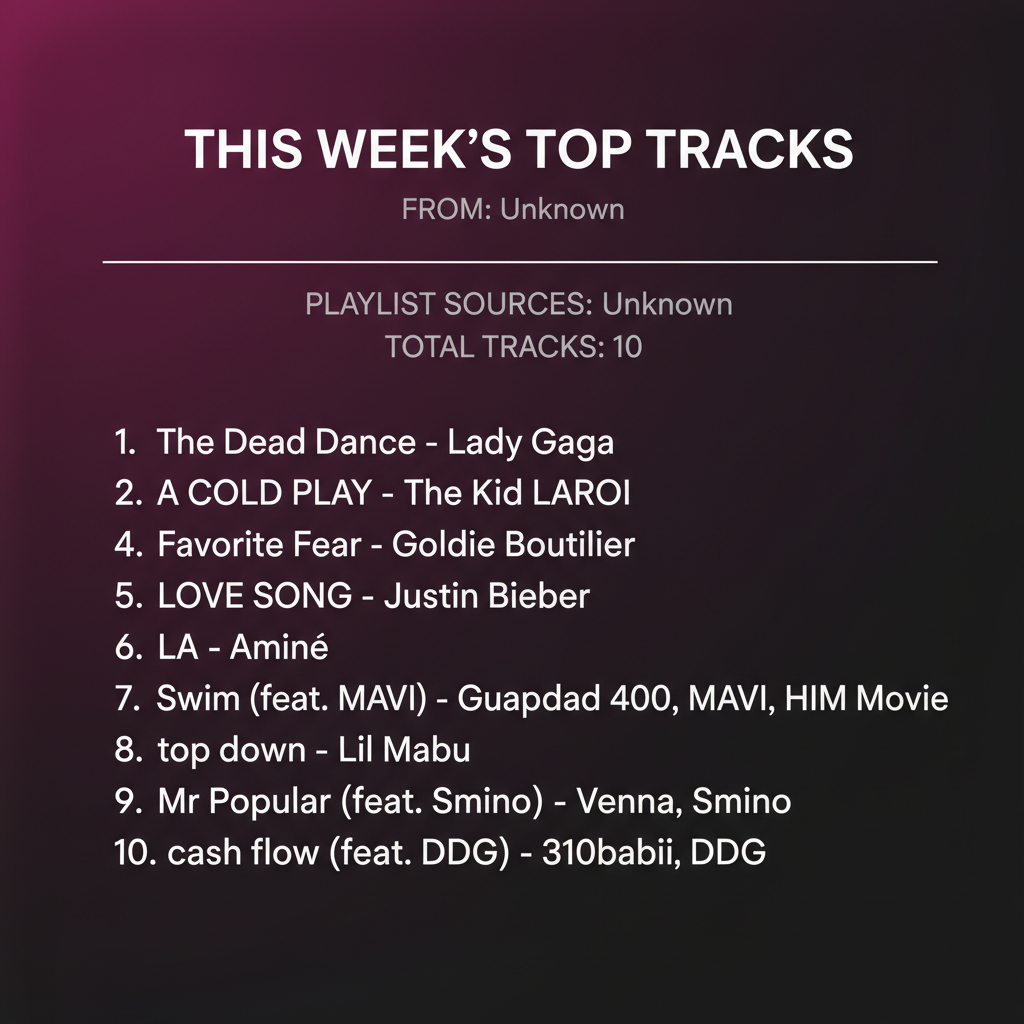 THIS WEEK’S TOP TRACKS
FROM: Unknown
PLAYLIST SOURCES: Unknown
TOTAL TRACKS: 10
1. The Dead Dance - Lady Gaga
2. A COLD PLAY - The Kid LAROI
4. Favorite Fear - Goldie Boutilier
5. LOVE SONG - Justin Bieber
6. LA - Aminé
7. Swim (feat. MAVI) - Guapdad 400, MAVI, HIM Movie
8. top down - Lil Mabu
9. Mr Popular (feat. Smino) - Venna, Smino
10. cash flow (feat. DDG) - 310babii, DDG